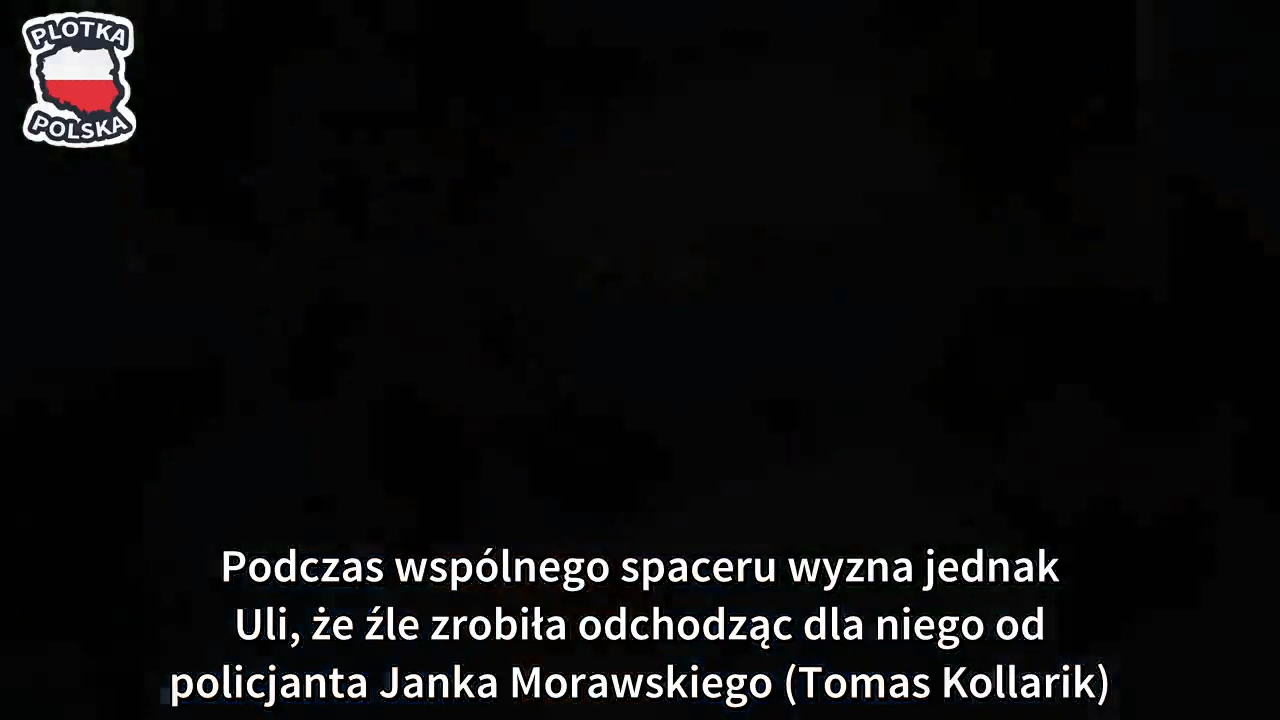 PLOTKA
POLSKA
Podczas wspólnego spaceru wyzna jednak
Uli, że źle zrobiła odchodząc dla niego od
policjanta Janka Morawskiego (Tomas Kollarik)